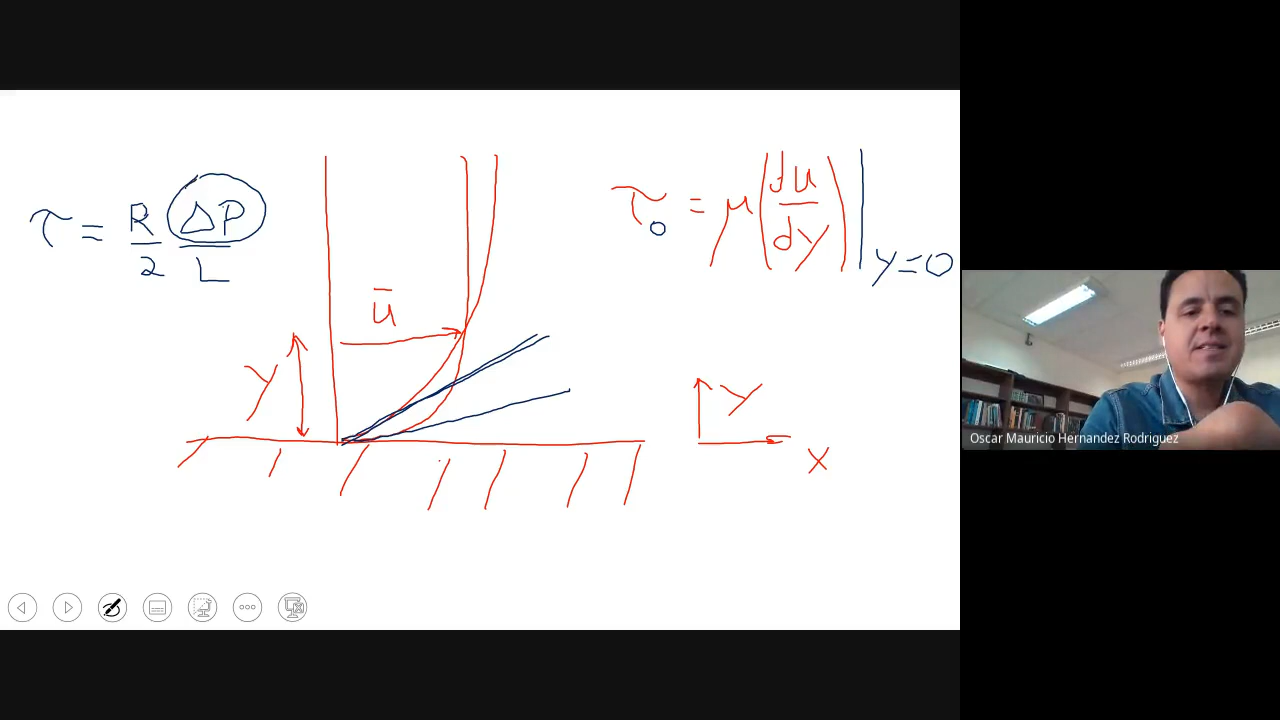 τ = R/2 ΔP/L
τ₀ = μ (du/dy)|y=0
ū
y
y
x
Oscar Mauricio Hernandez Rodriguez